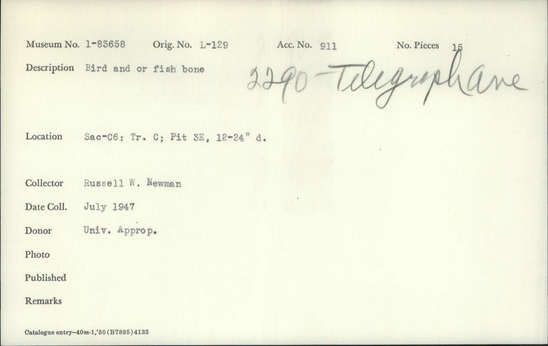 Museum No. 1-83658 Orig. No. L-129 Acc. No. 911 No. Pieces 15
Description Bird and or fish bone 2290-Telegraph Ave
Location Sac-C6: Tr. C; Pit 3E, 12-24" d.
Collector Russell W. Newman
Date Coll. July 1947
Donor Univ. Approp.
Photo
Published
Remarks
Catalogue entry—40m-1,'50 (B7895) 4133